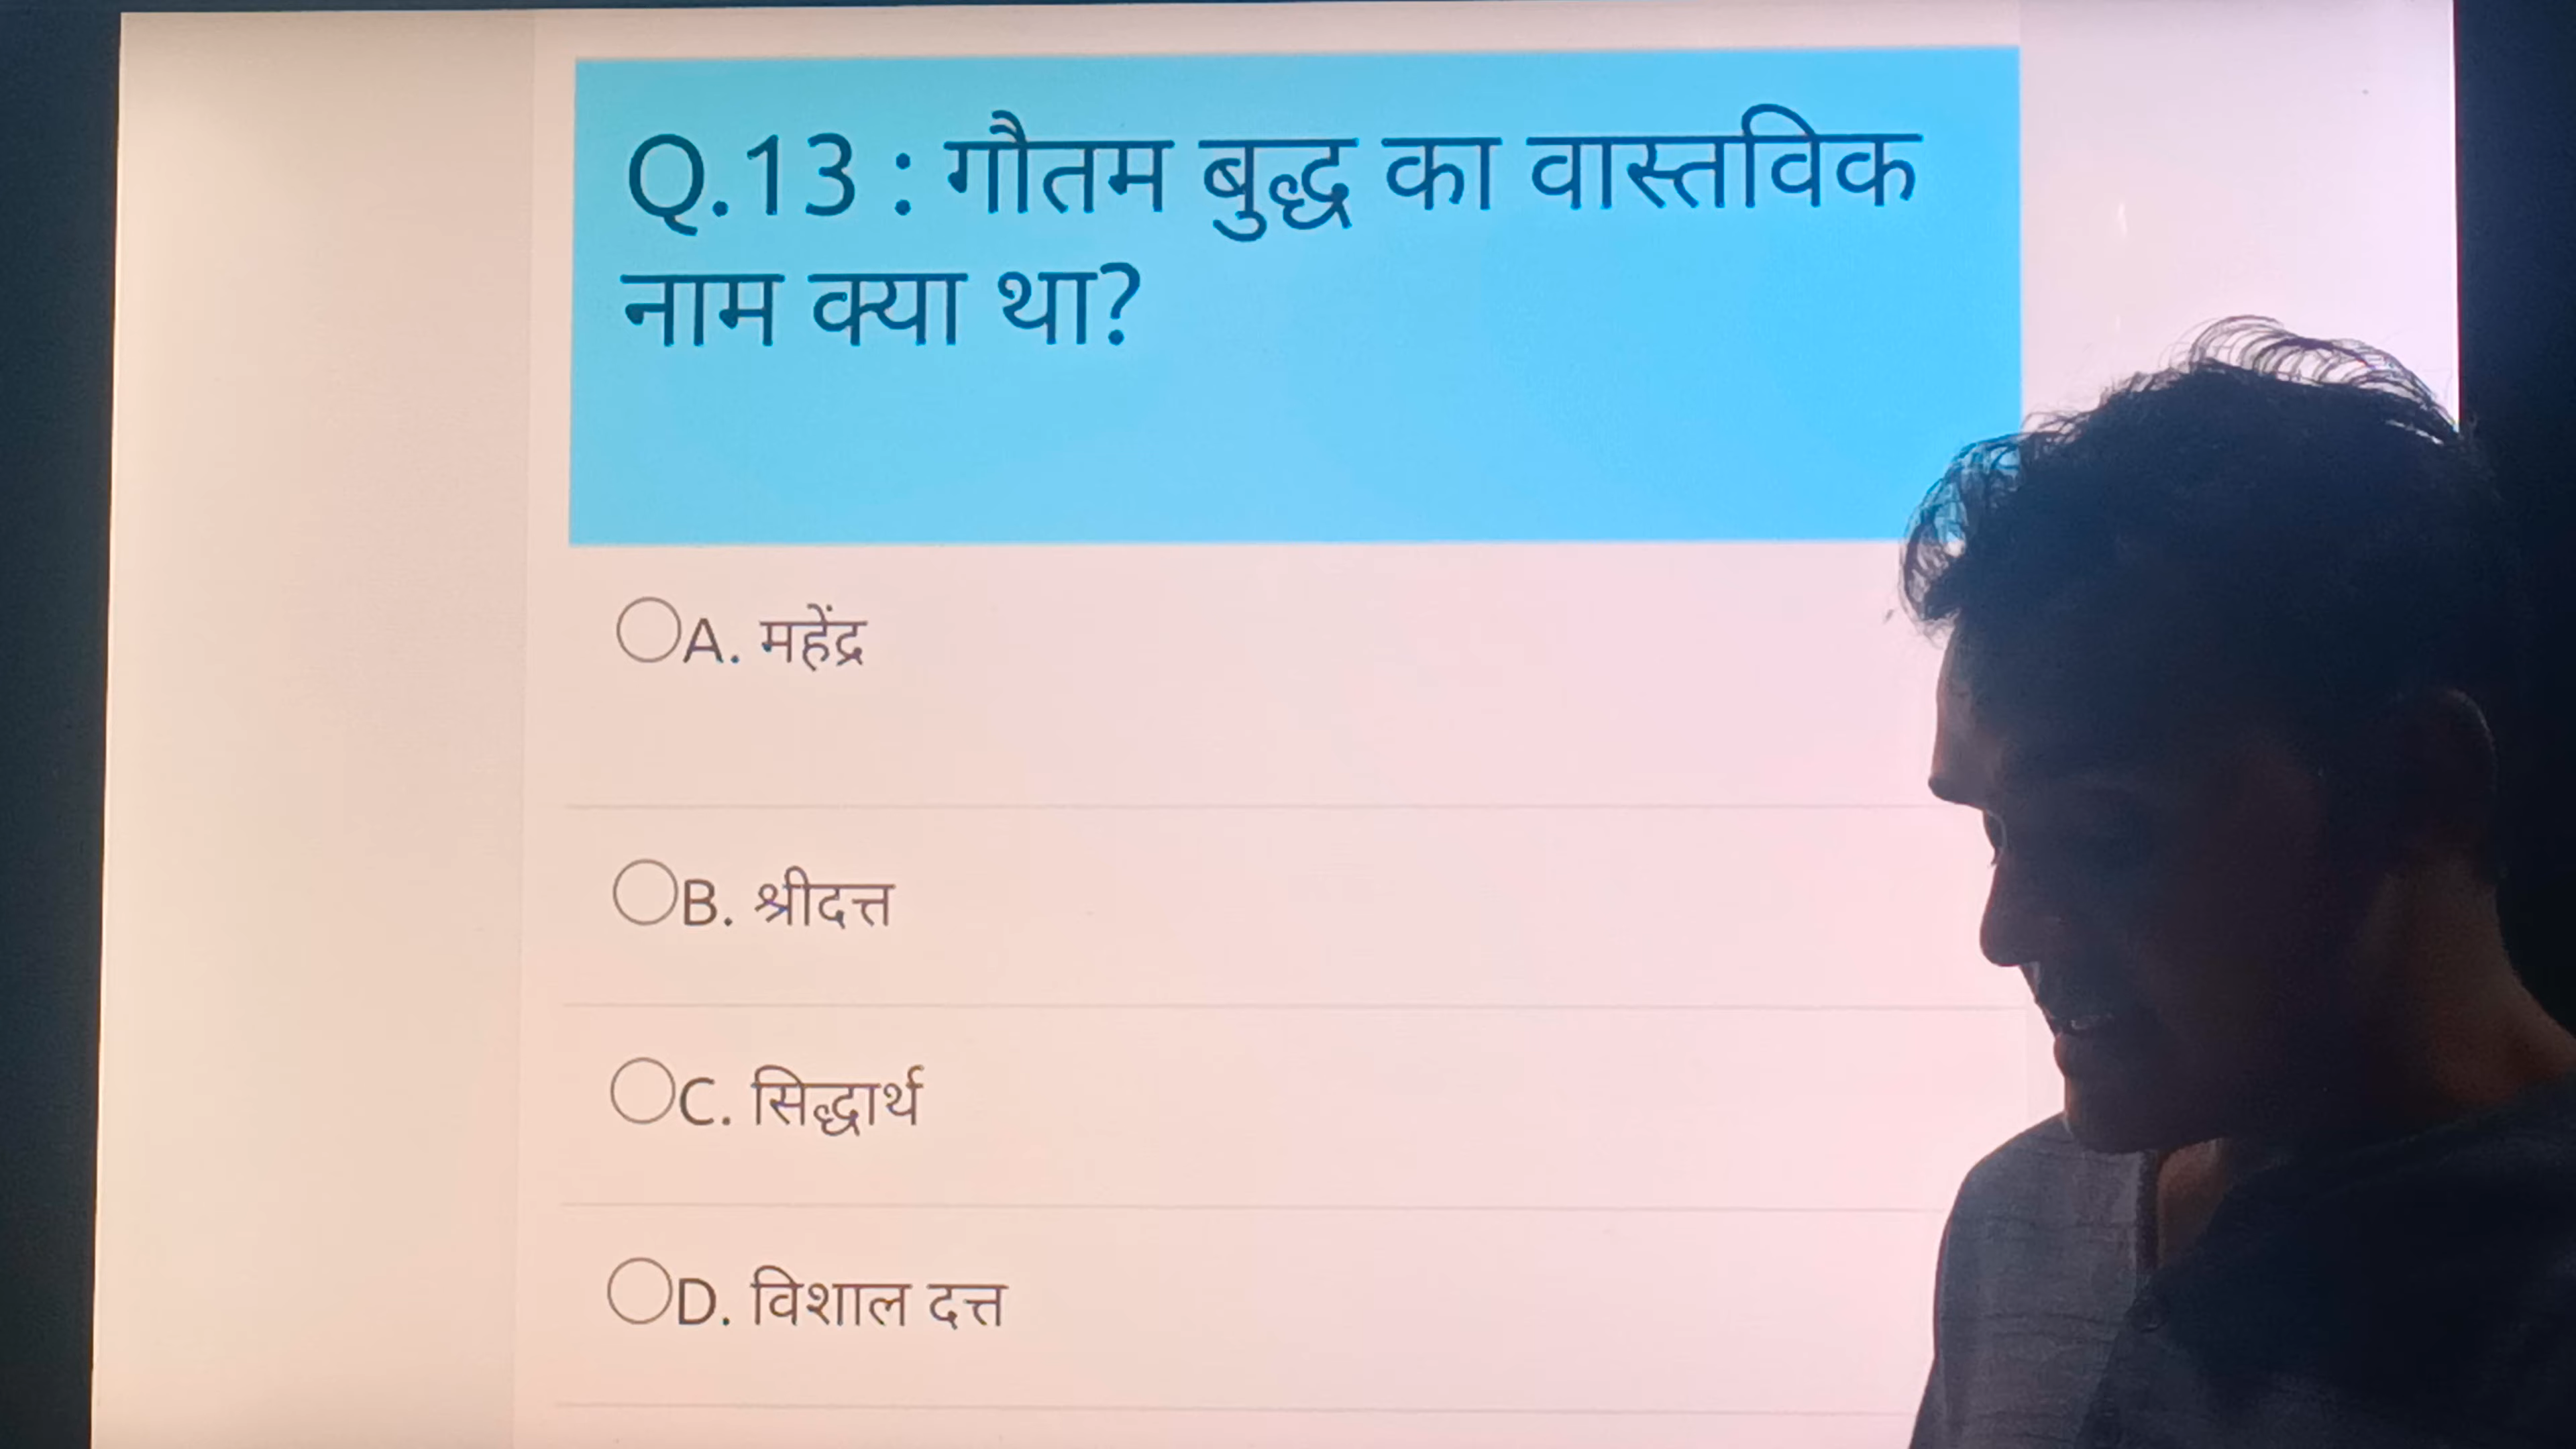 Q.13 : गौतम बुद्ध का वास्तविक
नाम क्या था?
A. महेंद्र
B. श्रीदत्त
C. सिद्धार्थ
D. विशाल दत्त